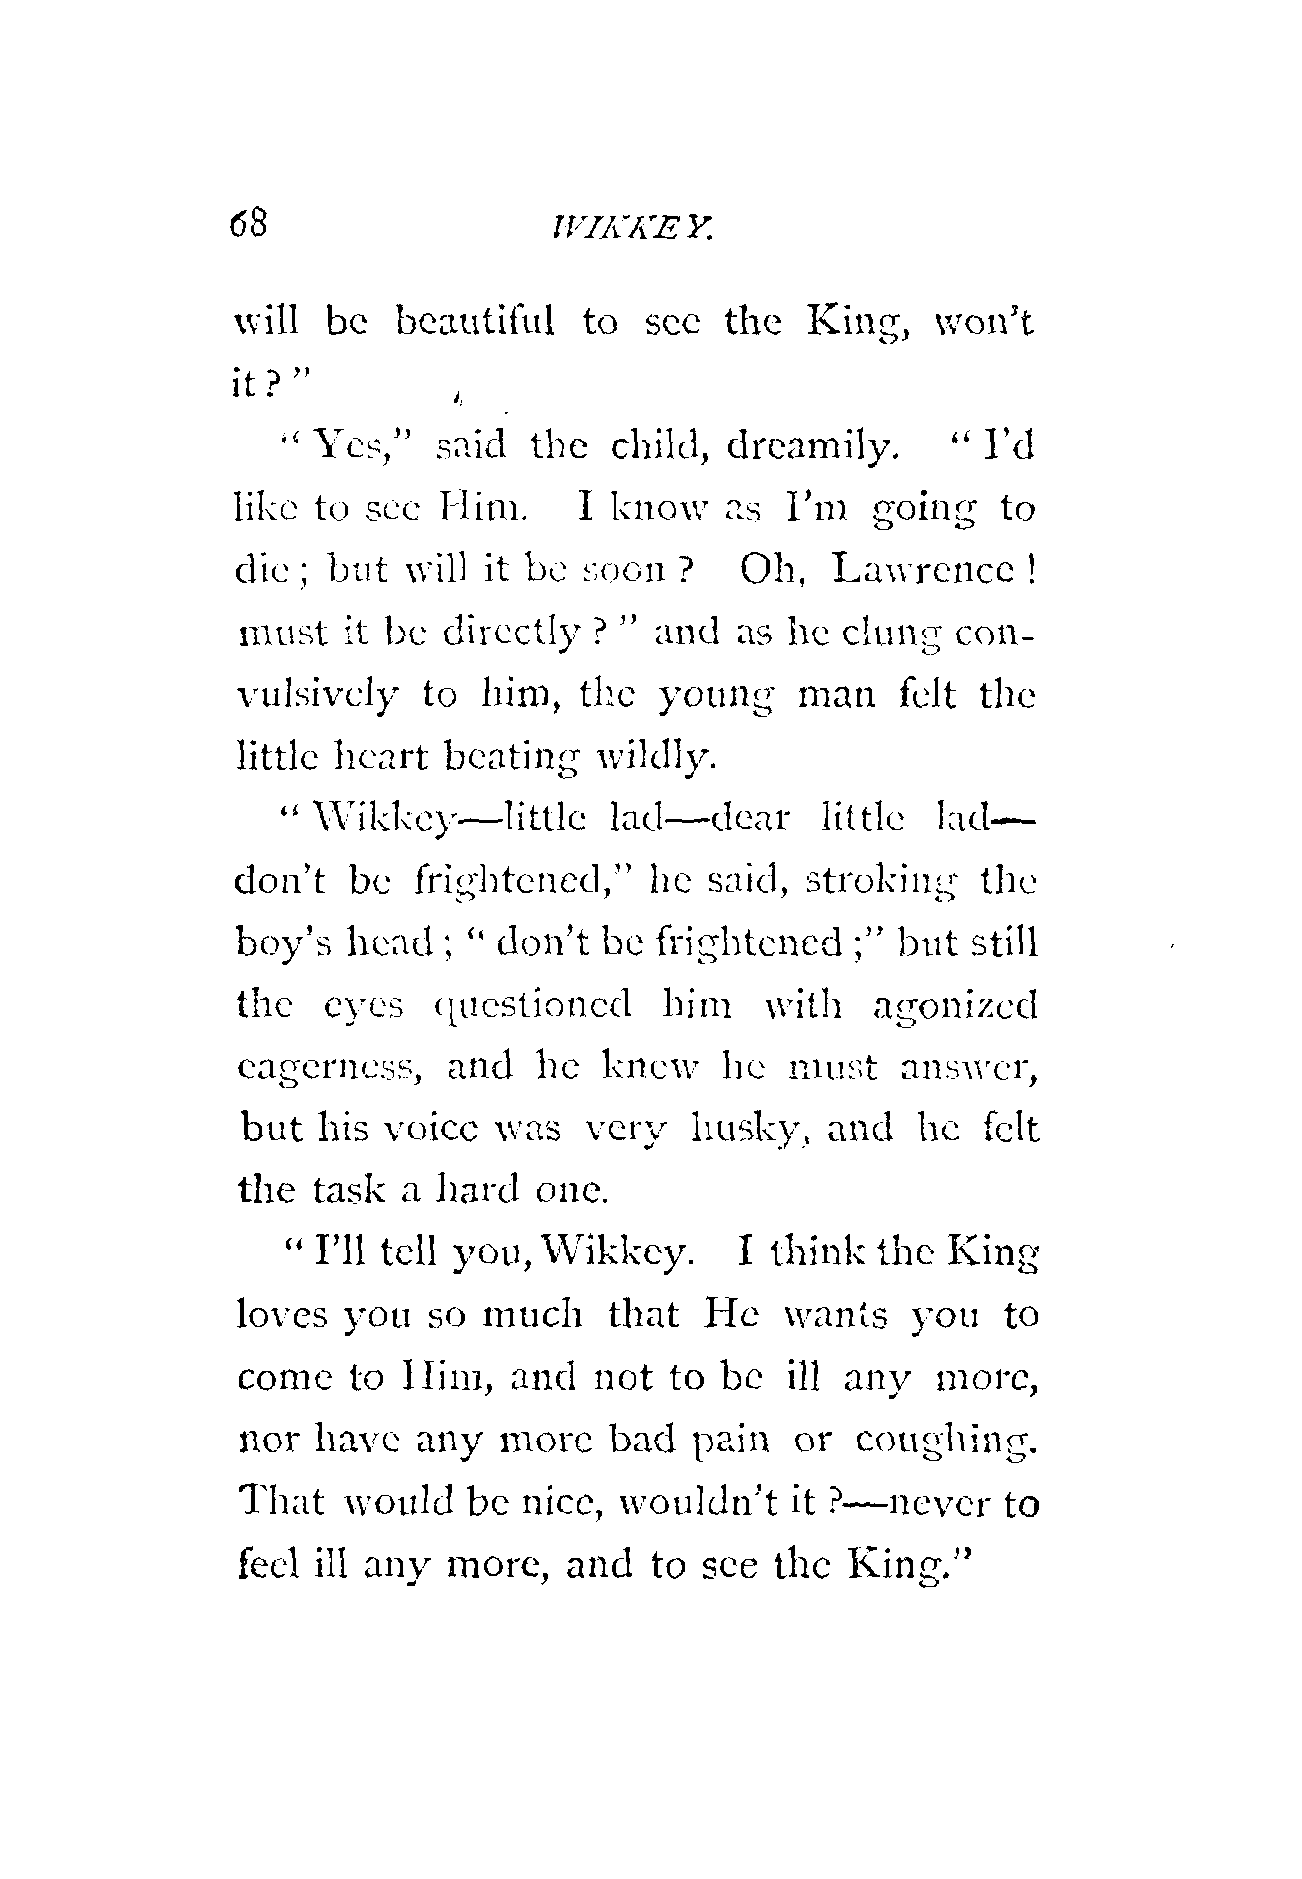 68 WIKKEY.
will be beautiful to see the King, won't
it ? "
" Yes," said the child, dreamily. " I'd
like to see Him. I know as I'm going to
die ; but will it be soon ? Oh, Lawrence !
must it be directly ? " and as he clung con-
vulsively to him, the young man felt the
little heart beating wildly.
" Wikkey—little lad—dear little lad—
don't be frightened," he said, stroking the
boy's head ; " don't be frightened ;" but still
the eyes questioned him with agonized
eagerness, and he knew he must answer,
but his voice was very husky, and he felt
the task a hard one.
" I'll tell you, Wikkey. I think the King
loves you so much that He wants you to
come to Him, and not to be ill any more,
nor have any more bad pain or coughing.
That would be nice, wouldn't it ?—never to
feel ill any more, and to see the King."